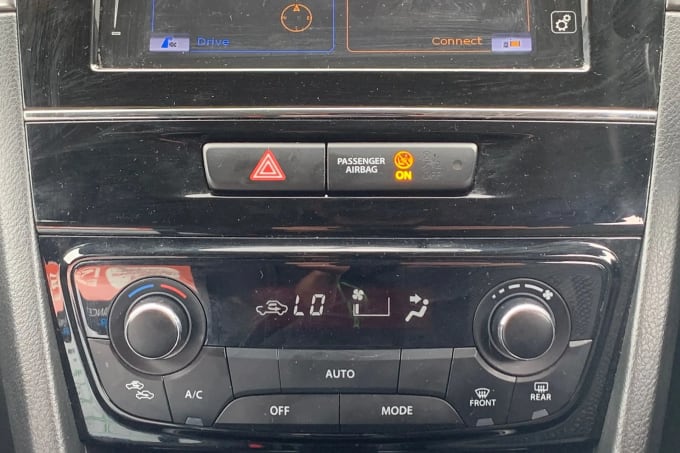 Drive
Connect
PASSENGER
AIRBAG
ON
LO
AUTO
A/C
OFF
MODE
FRONT
REAR